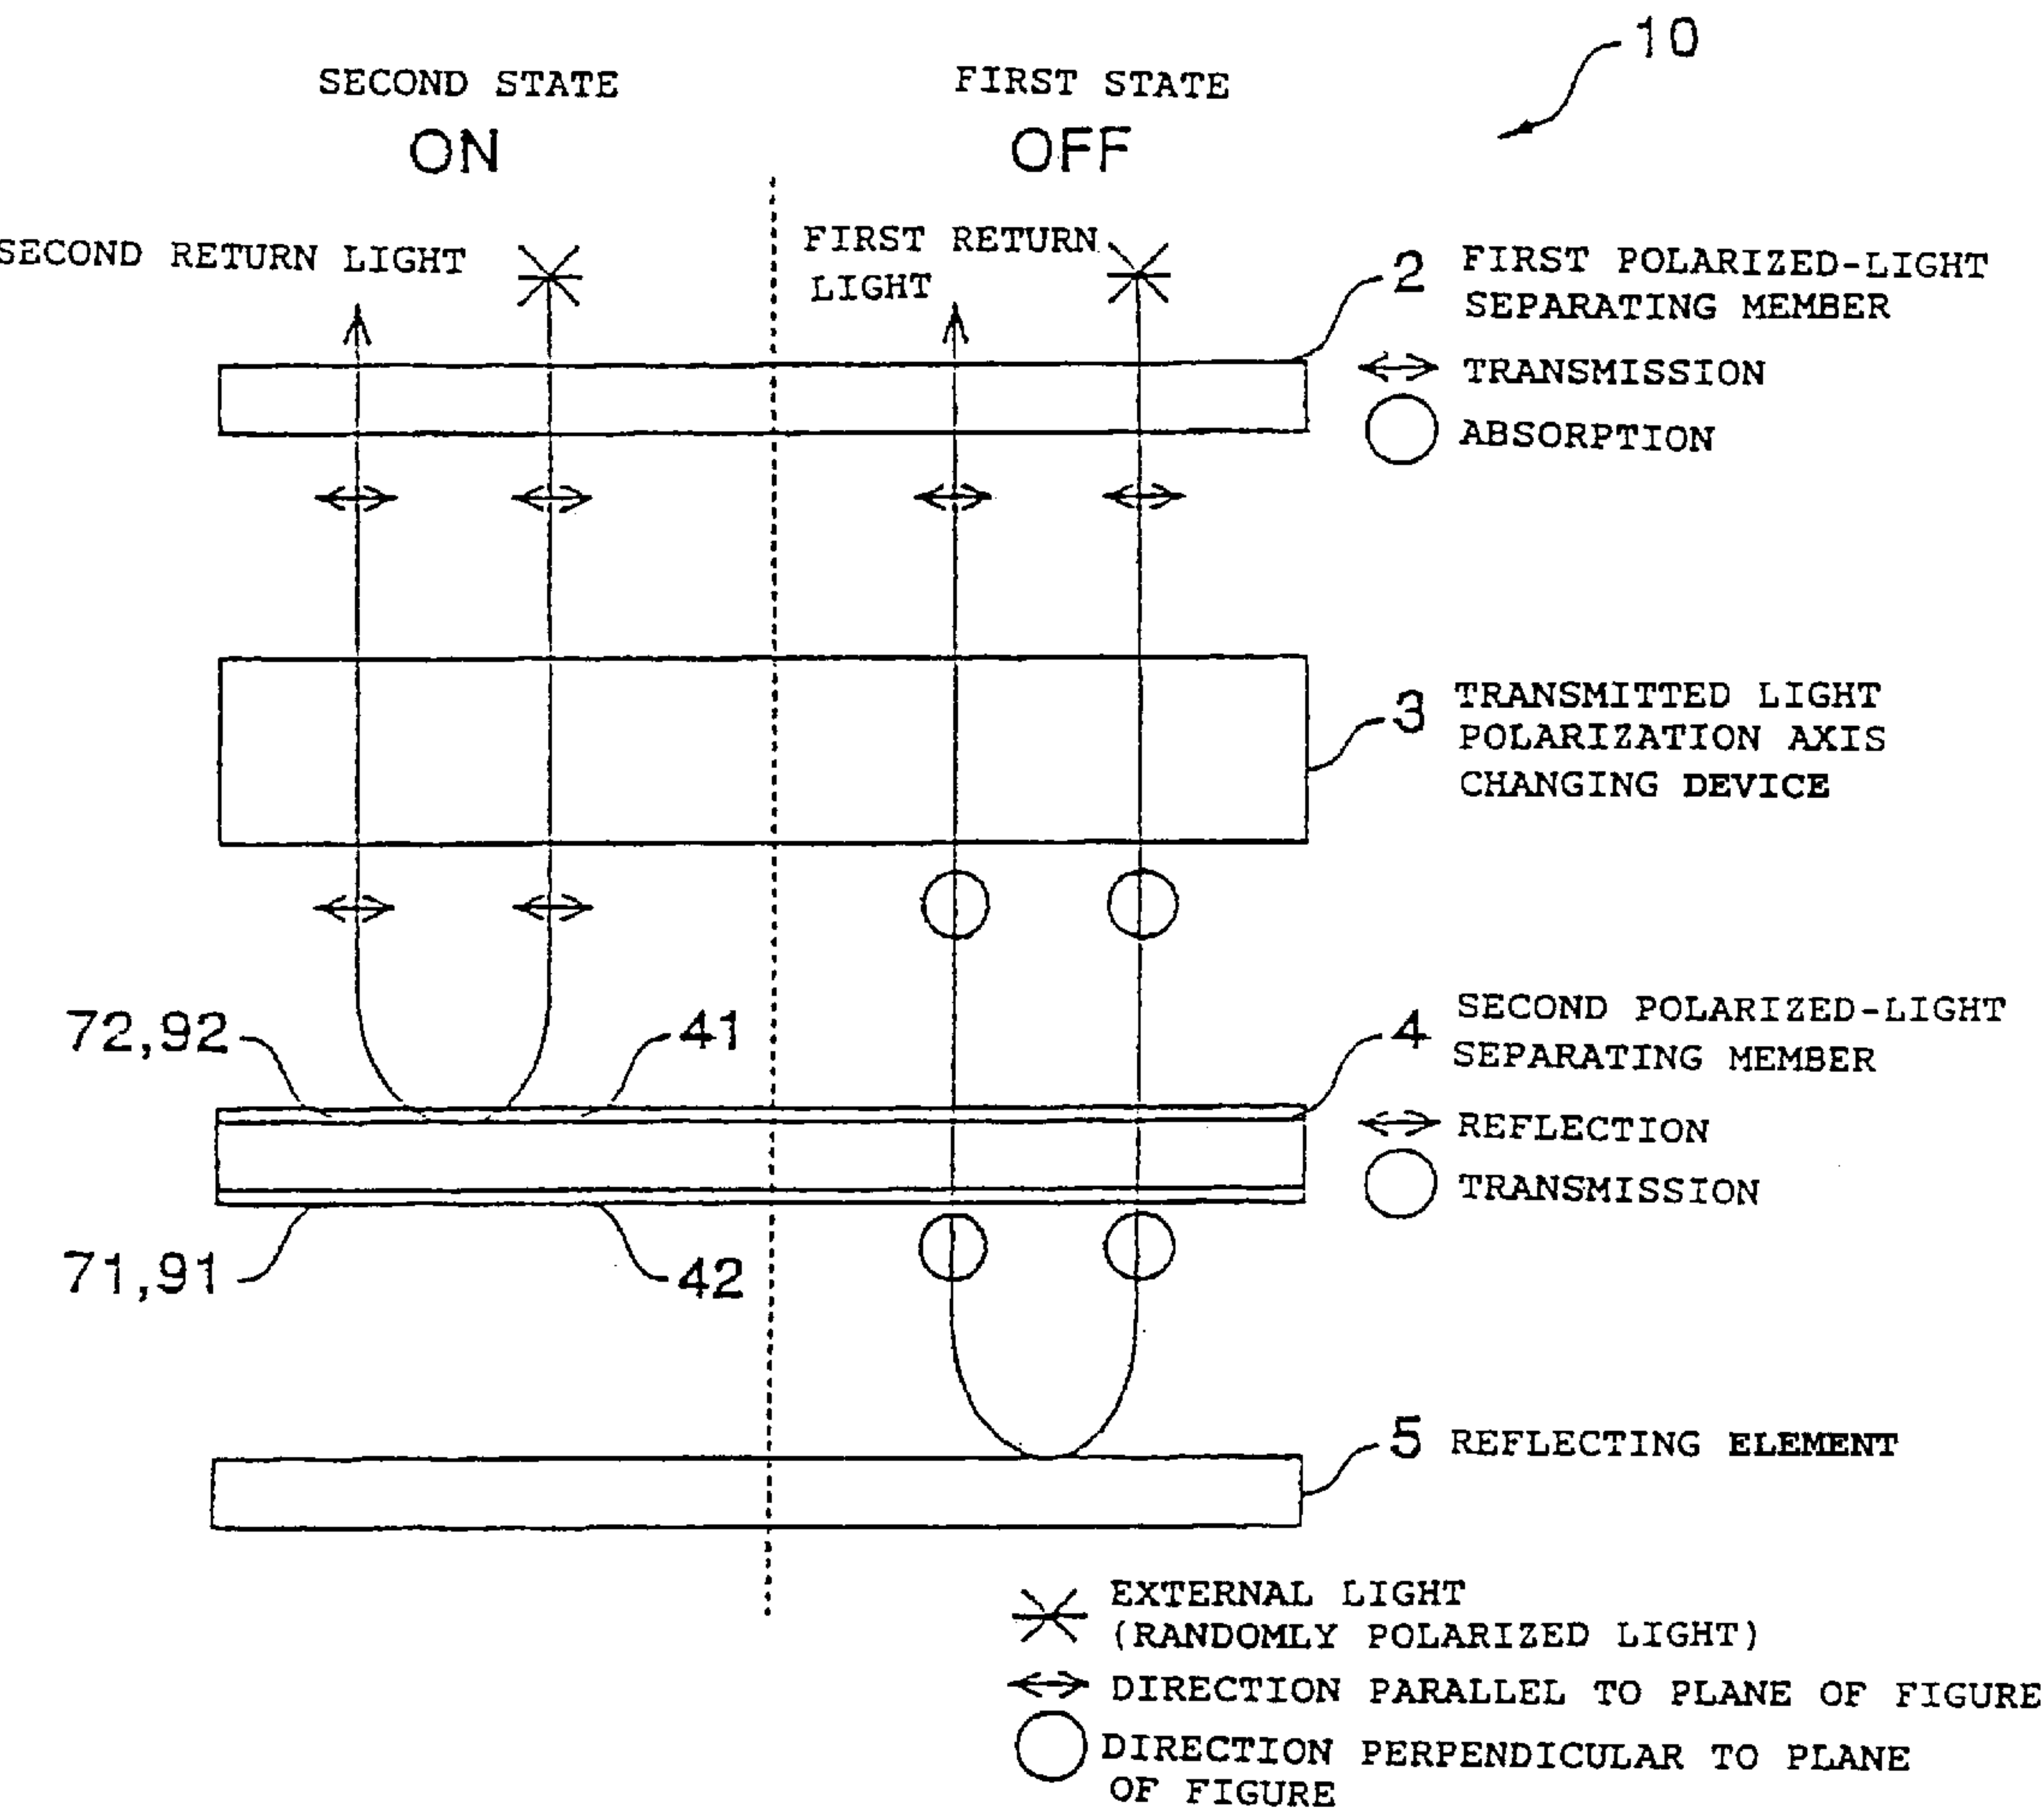 10
SECOND STATE
ON
FIRST STATE
OFF
SECOND RETURN LIGHT
FIRST RETURN
LIGHT
2 FIRST POLARIZED-LIGHT
SEPARATING MEMBER
TRANSMISSION
ABSORPTION
3 TRANSMITTED LIGHT
POLARIZATION AXIS
CHANGING DEVICE
72,92
41
4 SECOND POLARIZED-LIGHT
SEPARATING MEMBER
REFLECTION
TRANSMISSION
71,91
42
5 REFLECTING ELEMENT
EXTERNAL LIGHT
(RANDOMLY POLARIZED LIGHT)
DIRECTION PARALLEL TO PLANE OF FIGURE
DIRECTION PERPENDICULAR TO PLANE
OF FIGURE